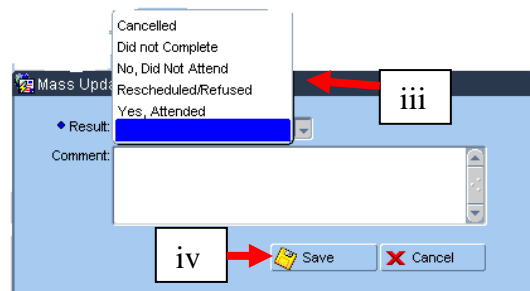 Cancelled
Did not Complete
No, Did Not Attend
Rescheduled/Refused
Yes, Attended
Mass Upda
iii
Result:
Comment:
iv
Save
Cancel